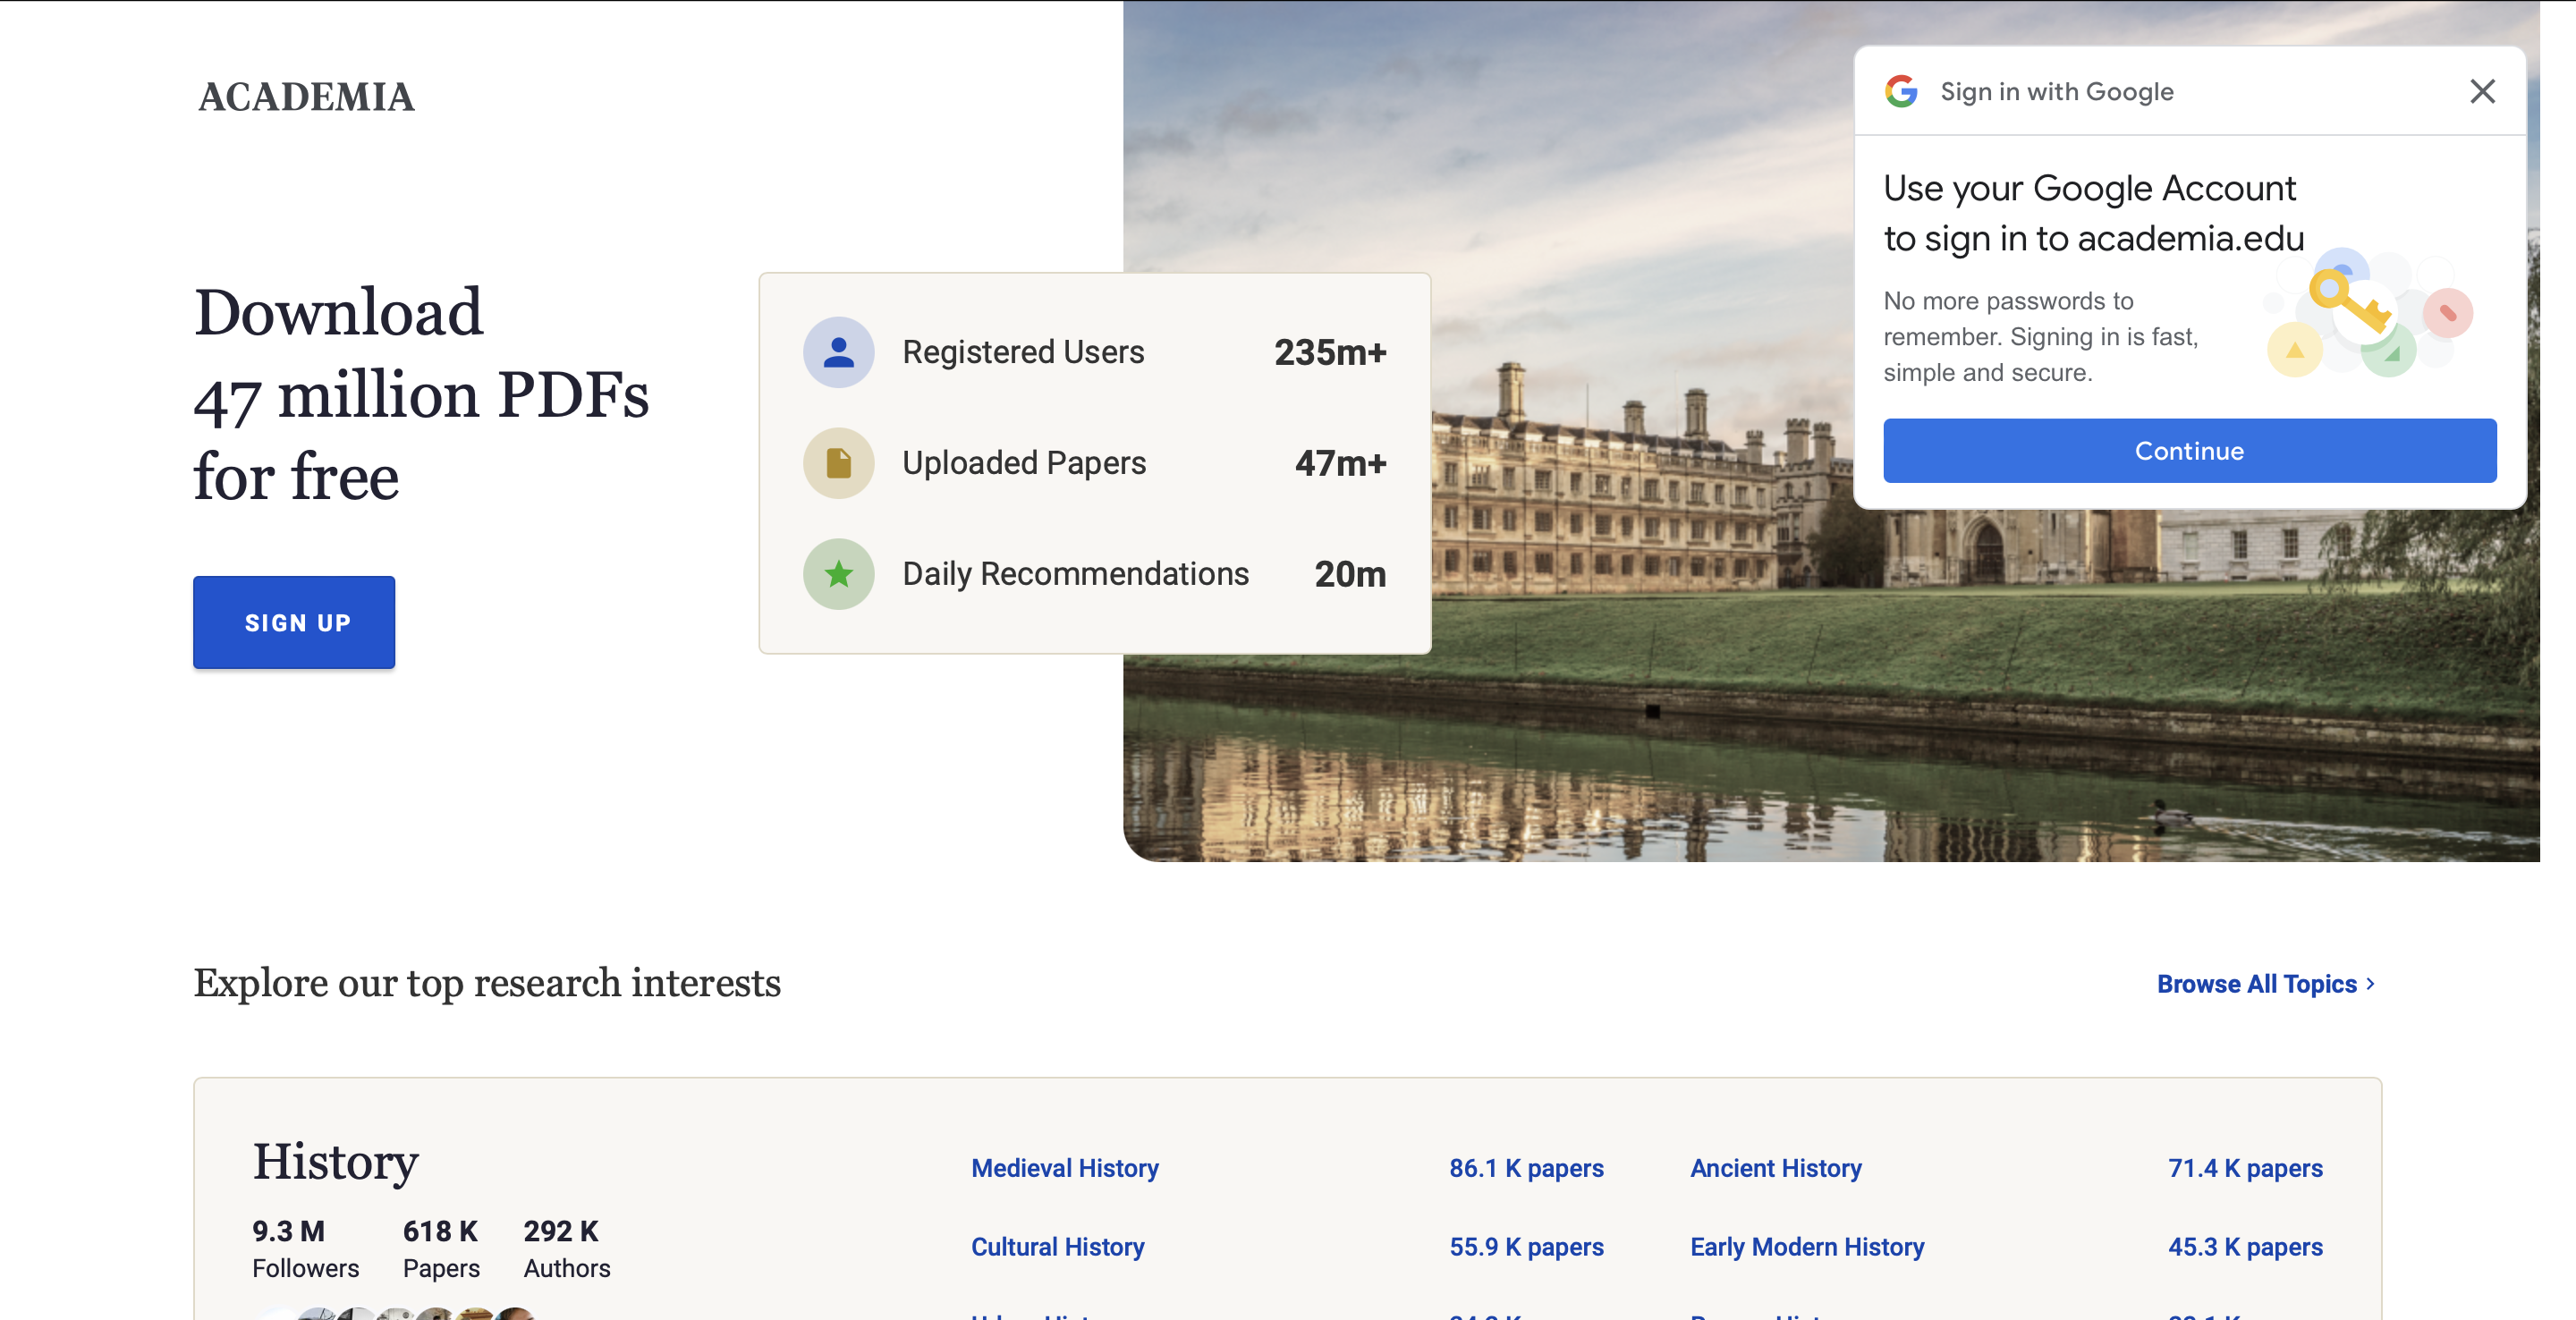 ACADEMIA
Download
47 million PDFs
for free
SIGN UP
Registered Users 235m+
Uploaded Papers 47m+
Daily Recommendations 20m
Sign in with Google
Use your Google Account
to sign in to academia.edu
No more passwords to
remember. Signing in is fast,
simple and secure.
Continue
Explore our top research interests
Browse All Topics
History
9.3 M 618 K 292 K
Followers Papers Authors
Medieval History 86.1 K papers Ancient History 71.4 K papers
Cultural History 55.9 K papers Early Modern History 45.3 K papers